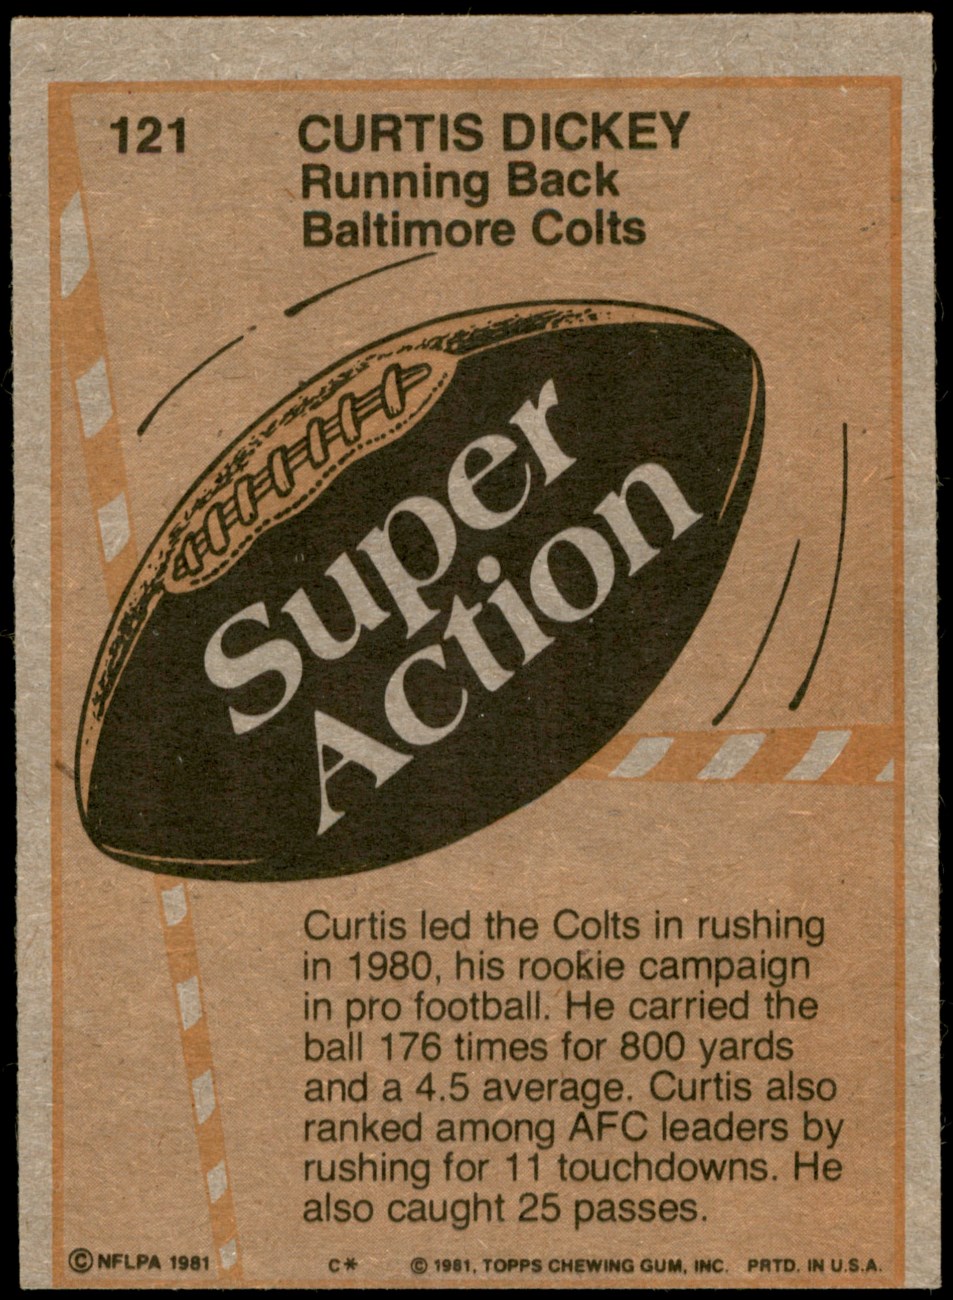 121
CURTIS DICKEY
Running Back
Baltimore Colts
Super
Action
Curtis led the Colts in rushing
in 1980, his rookie campaign
in pro football. He carried the
ball 176 times for 800 yards
and a 4.5 average. Curtis also
ranked among AFC leaders by
rushing for 11 touchdowns. He
also caught 25 passes.
© NFLPA 1981 C* © 1981, TOPPS CHEWING GUM, INC. PRTD. IN U.S.A.